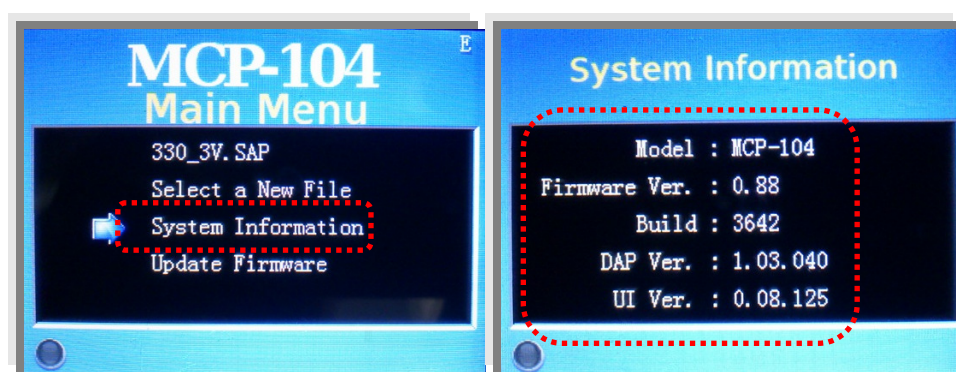 E
MCP-104
Main Menu
330_3V.SAP
Select a New File
System Information
Update Firmware
System Information
Model : MCP-104
Firmware Ver. : 0.88
Build : 3642
DAP Ver. : 1.03.040
UI Ver. : 0.08.125